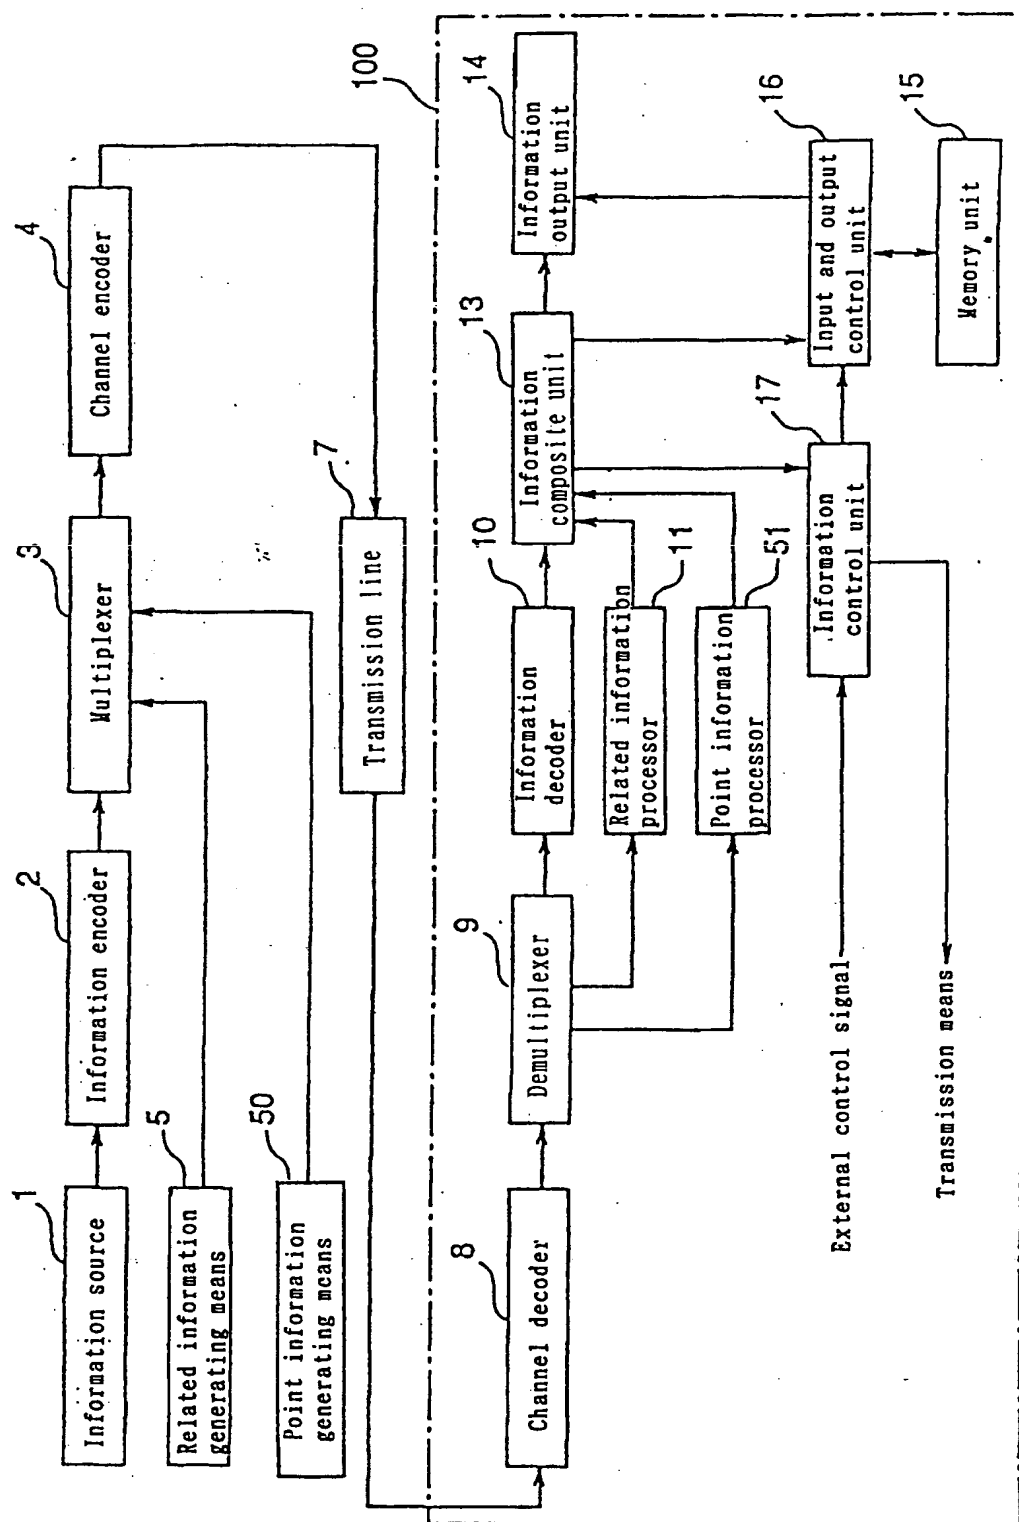 1
Information source
2
Information encoder
3
Multiplexer
4
Channel encoder
5
Related information
generating means
50
Point information
generating means
7
Transmission line
100
8
Channel decoder
9
Demultiplexer
10
Information
decoder
11
Related information
processor
51
Point information
processor
13
Information
composite unit
14
Information
output unit
17
Information
control unit
16
Input and output
control unit
15
Memory unit
External control signal
Transmission means